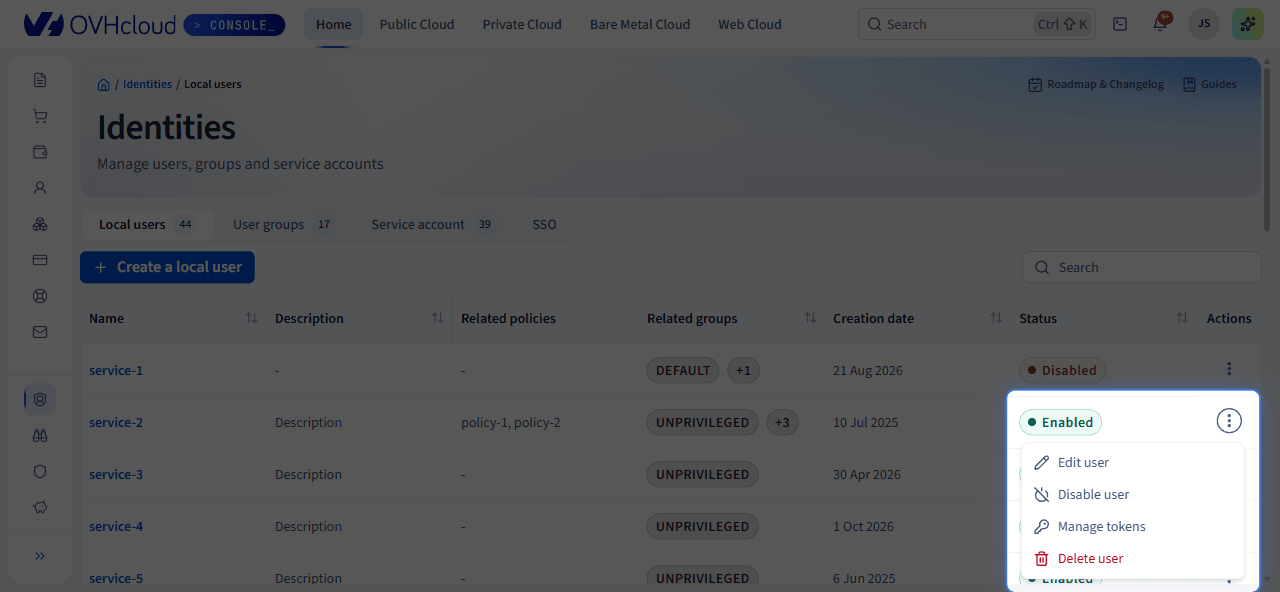 OVHcloud > CONSOLE_ Home Public Cloud Private Cloud Bare Metal Cloud Web Cloud Search Ctrl K 9+ JS
/ Identities / Local users Roadmap & Changelog Guides
Identities
Manage users, groups and service accounts
Local users 44 User groups 17 Service account 39 SSO
+ Create a local user Search
Name Description Related policies Related groups Creation date Status Actions
service-1 - - DEFAULT +1 21 Aug 2026 Disabled
service-2 Description policy-1, policy-2 UNPRIVILEGED +3 10 Jul 2025 Enabled
Edit user
service-3 Description - UNPRIVILEGED 30 Apr 2026
Disable user
service-4 Description - UNPRIVILEGED 1 Oct 2026 Manage tokens
Delete user
service-5 Description - UNPRIVILEGED 6 Jun 2025 Enabled